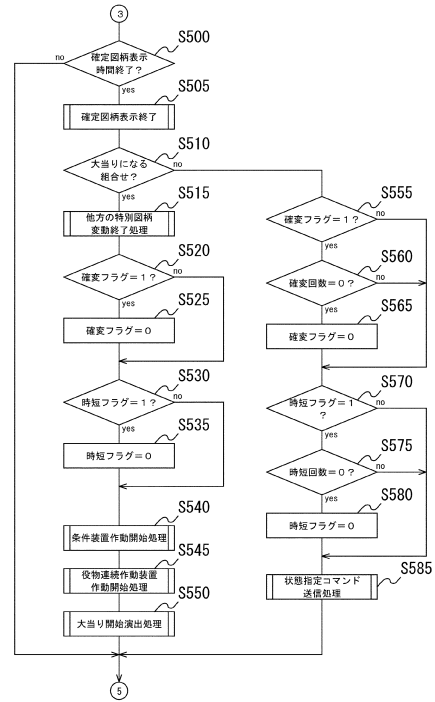 3
S500
確定図柄表示
時間終了？
no
yes
S505
確定図柄表示終了
S510
大当りになる
組合せ？
no
yes
S515
他方の特別図柄
変動終了処理
S520
確変フラグ＝１？
no
yes
S525
確変フラグ＝０
S530
時短フラグ＝１？
no
yes
S535
時短フラグ＝０
S540
条件装置作動開始処理
S545
役物連続作動装置
作動開始処理
S550
大当り開始演出処理
S555
確変フラグ＝１？
no
yes
S560
確変回数＝０？
no
yes
S565
確変フラグ＝０
S570
時短フラグ＝１
？
no
yes
S575
時短回数＝０？
no
yes
S580
時短フラグ＝０
S585
状態指定コマンド
送信処理
5